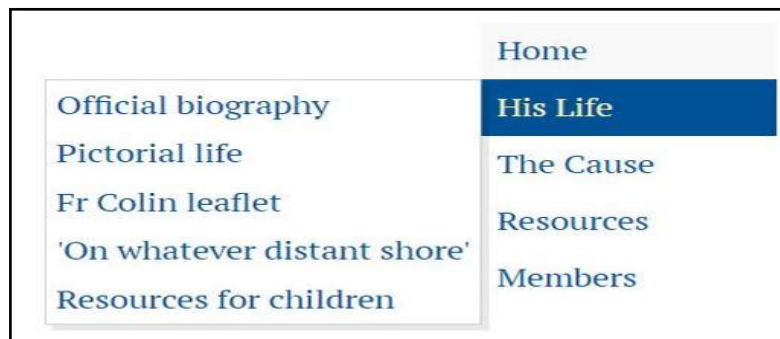 Home
His Life
The Cause
Resources
Members
Official biography
Pictorial life
Fr Colin leaflet
'On whatever distant shore'
Resources for children